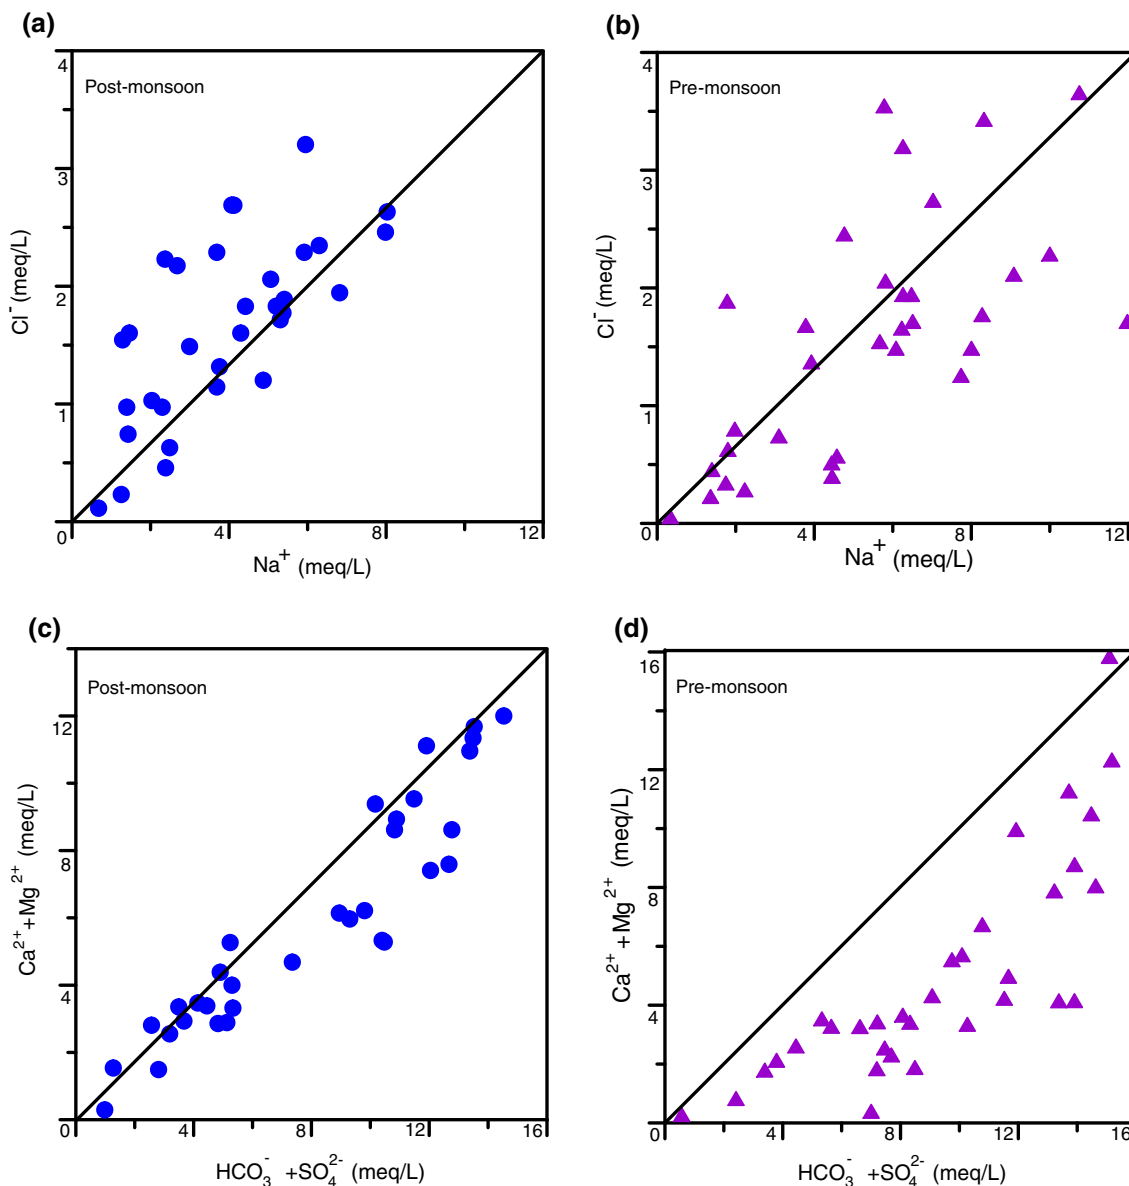 (a)
Post-monsoon
4
3
2
1
0
4
8
12
Cl⁻ (meq/L)
Na⁺ (meq/L)
(b)
Pre-monsoon
4
3
2
1
0
4
8
12
Cl⁻ (meq/L)
Na⁺ (meq/L)
(c)
Post-monsoon
12
8
4
0
4
8
10
12
16
Ca²⁺+Mg²⁺ (meq/L)
HCO₃⁻ +SO₄²⁻ (meq/L)
(d)
Pre-monsoon
16
12
8
4
0
4
8
12
16
Ca²⁺+Mg²⁺ (meq/L)
HCO₃⁻ +SO₄²⁻ (meq/L)